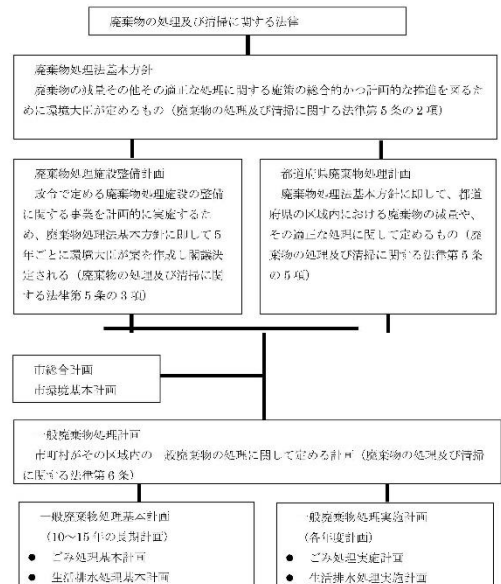 廃棄物の処理及び清掃に関する法律
廃棄物処理法基本方針
廃棄物の減量その他その適正な処理に関する施策の総合的かつ計画的な推進を図るた
めに環境大臣が定めるもの（廃棄物の処理及び清掃に関する法律第５条の２項）
廃棄物処理施設整備計画
政令で定める廃棄物処理施設の整備
に関する事業を計画的に実施するた
め、廃棄物処理法基本方針に即して５
年ごとに環境大臣が案を作成し閣議決
定される（廃棄物の処理及び清掃に関
する法律第５条の３項）
都道府県廃棄物処理計画
廃棄物処理法基本方針に即して、都道
府県の区域内における廃棄物の減量や、
その適正な処理に関して定めるもの（廃
棄物の処理及び清掃に関する法律第５条
の５項）
市総合計画
市環境基本計画
一般廃棄物処理計画
市町村がその区域内の一般廃棄物の処理に関して定める計画（廃棄物の処理及び清掃
に関する法律第６条）
一般廃棄物処理基本計画
（10～15年の長期計画）
● ごみ処理基本計画
● 生活排水処理基本計画
一般廃棄物処理実施計画
（各年度計画）
● ごみ処理実施計画
● 生活排水処理実施計画